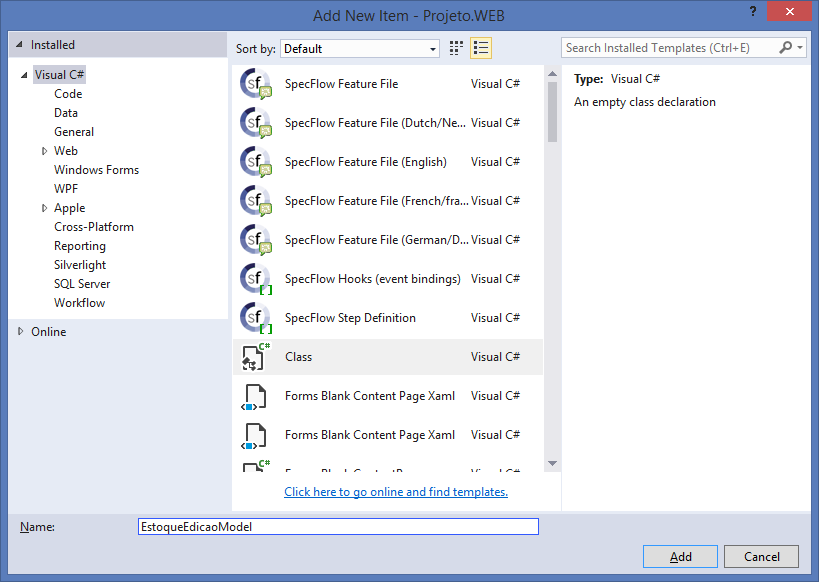 Add New Item - Projeto.WEB
?
Installed
Sort by: Default
Search Installed Templates (Ctrl+E)
Visual C#
Code
Data
General
Web
Windows Forms
WPF
Apple
Cross-Platform
Reporting
Silverlight
SQL Server
Workflow
Online
SpecFlow Feature File Visual C#
SpecFlow Feature File (Dutch/Ne... Visual C#
SpecFlow Feature File (English) Visual C#
SpecFlow Feature File (French/fra... Visual C#
SpecFlow Feature File (German/D... Visual C#
SpecFlow Hooks (event bindings) Visual C#
SpecFlow Step Definition Visual C#
Class Visual C#
Forms Blank Content Page Xaml Visual C#
Forms Blank Content Page Xaml Visual C#
Click here to go online and find templates.
Type: Visual C#
An empty class declaration
Name: EstoqueEdicaoModel
Add Cancel